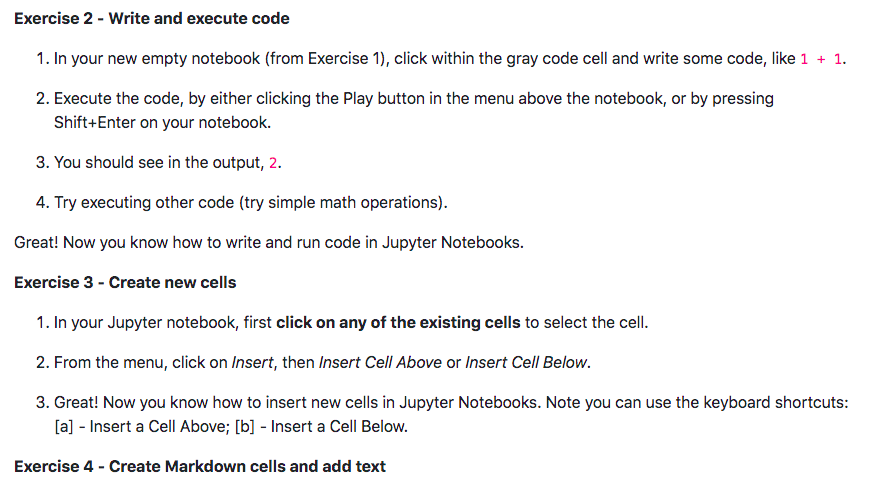 Exercise 2 - Write and execute code
1. In your new empty notebook (from Exercise 1), click within the gray code cell and write some code, like 1 + 1.
2. Execute the code, by either clicking the Play button in the menu above the notebook, or by pressing
Shift+Enter on your notebook.
3. You should see in the output, 2.
4. Try executing other code (try simple math operations).
Great! Now you know how to write and run code in Jupyter Notebooks.
Exercise 3 - Create new cells
1. In your Jupyter notebook, first click on any of the existing cells to select the cell.
2. From the menu, click on Insert, then Insert Cell Above or Insert Cell Below.
3. Great! Now you know how to insert new cells in Jupyter Notebooks. Note you can use the keyboard shortcuts:
[a] - Insert a Cell Above; [b] - Insert a Cell Below.
Exercise 4 - Create Markdown cells and add text